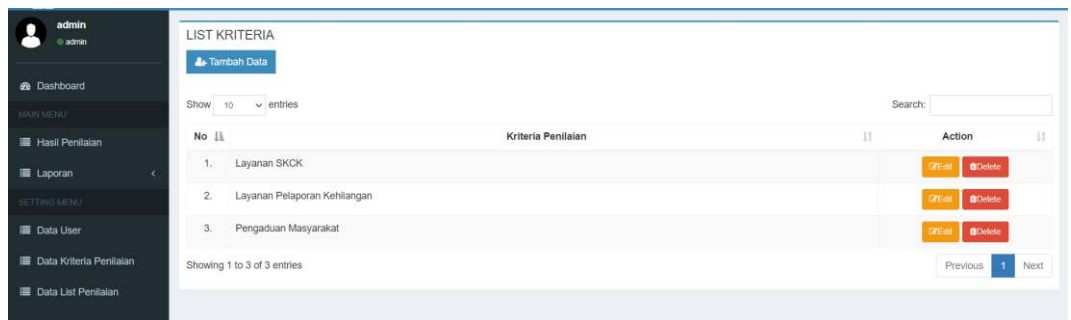 admin
admin
Dashboard
MAIN MENU
Hasil Penilaian
Laporan
SETTING MENU
Data User
Data Kriteria Penilaian
Data List Penilaian
LIST KRITERIA
Tambah Data
Show 10 entries Search:
No Kriteria Penilaian Action
1. Layanan SKCK Edit Delete
2. Layanan Pelaporan Kehilangan Edit Delete
3. Pengaduan Masyarakat Edit Delete
Showing 1 to 3 of 3 entries Previous 1 Next